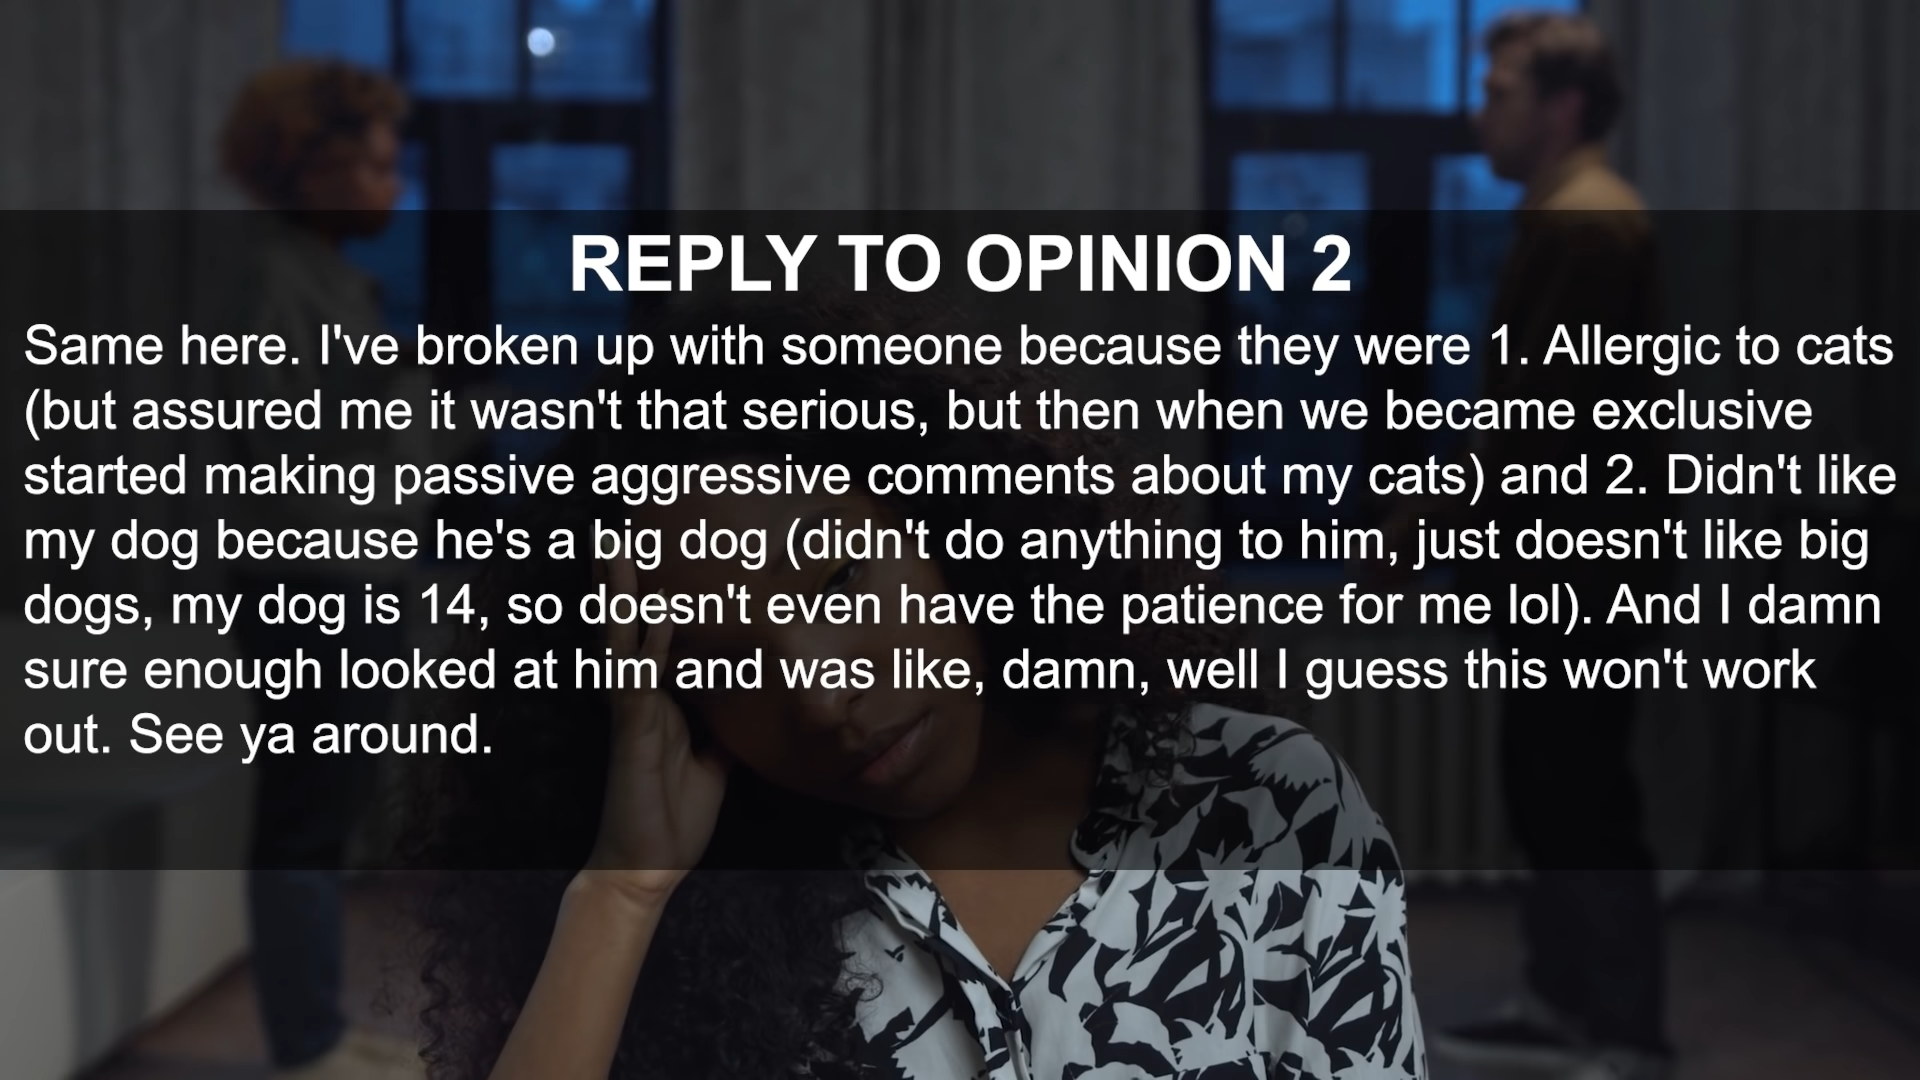 REPLY TO OPINION 2
Same here. I've broken up with someone because they were 1. Allergic to cats
(but assured me it wasn't that serious, but then when we became exclusive
started making passive aggressive comments about my cats) and 2. Didn't like
my dog because he's a big dog (didn't do anything to him, just doesn't like big
dogs, my dog is 14, so doesn't even have the patience for me lol). And I damn
sure enough looked at him and was like, damn, well I guess this won't work
out. See ya around.